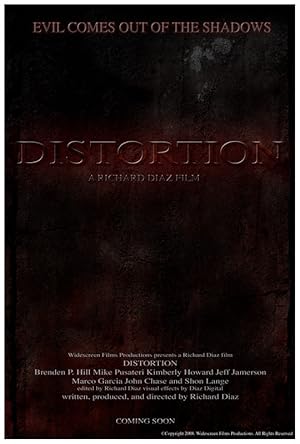 EVIL COMES OUT OF THE SHADOWS
DISTORTION
A RICHARD DIAZ FILM
Widescreen Films Productions presents a Richard Diaz film
DISTORTION
Brenden P. Hill Mike Pusateri Kimberly Howard Jeff Jamerson
Marco Garcia John Chase and Shon Lange
edited by Richard Diaz visual effects by Diaz Digital
written, produced, and directed by Richard Diaz
COMING SOON
©Copyright 2008, Widescreen Films Productions. All Rights Reserved